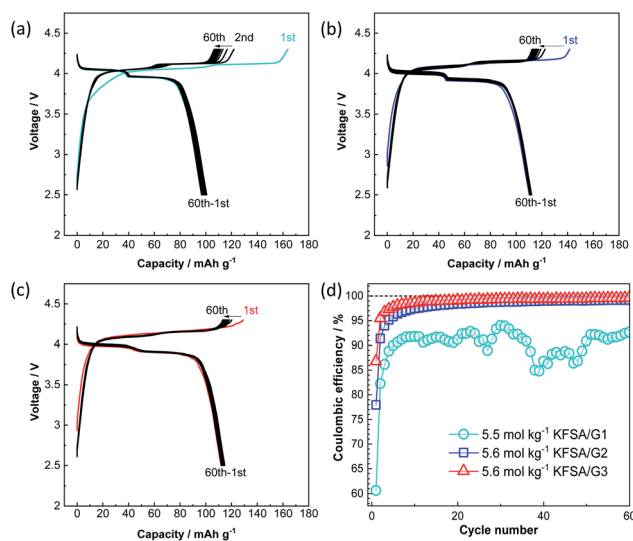 (a)
60th
2nd
1st
4.5
4
3.5
3
2.5
2
Voltage / V
60th-1st
0 20 40 60 80 100 120 140 160 180
Capacity / mAh g⁻¹
(b)
60th
1st
4.5
4
3.5
3
2.5
2
Voltage / V
60th-1st
0 20 40 60 80 100 120 140 160 180
Capacity / mAh g⁻¹
(c)
60th
1st
4.5
4
3.5
3
2.5
2
Voltage / V
60th-1st
0 20 40 60 80 100 120 140 160 180
Capacity / mAh g⁻¹
(d)
100
95
90
85
80
75
70
65
60
Coulombic efficiency / %
5.5 mol kg⁻¹ KFSA/G1
5.6 mol kg⁻¹ KFSA/G2
5.6 mol kg⁻¹ KFSA/G3
0 20 40 60
Cycle number